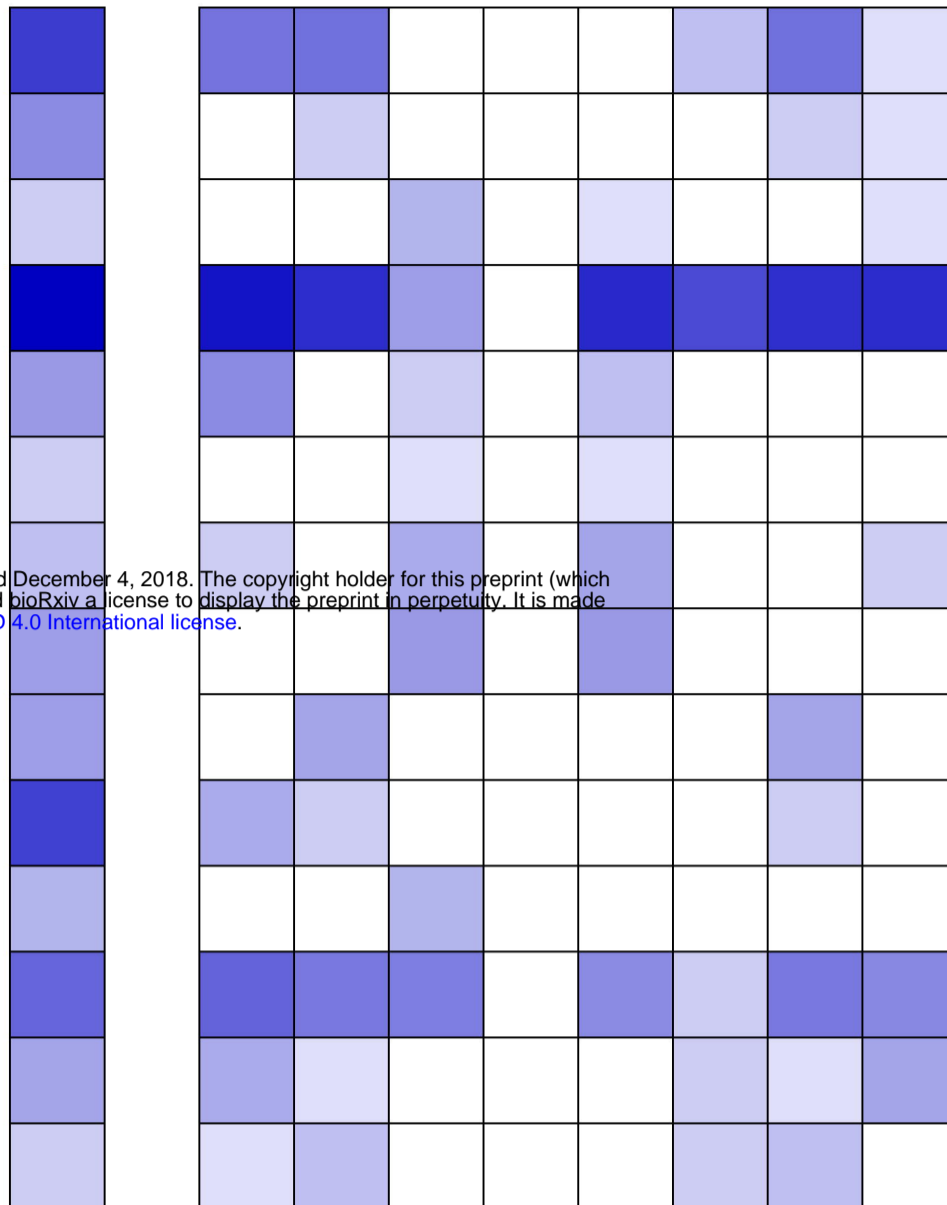 d December 4, 2018. The copyright holder for this preprint (which
d bioRxiv a license to display the preprint in perpetuity. It is made
D 4.0 International license.